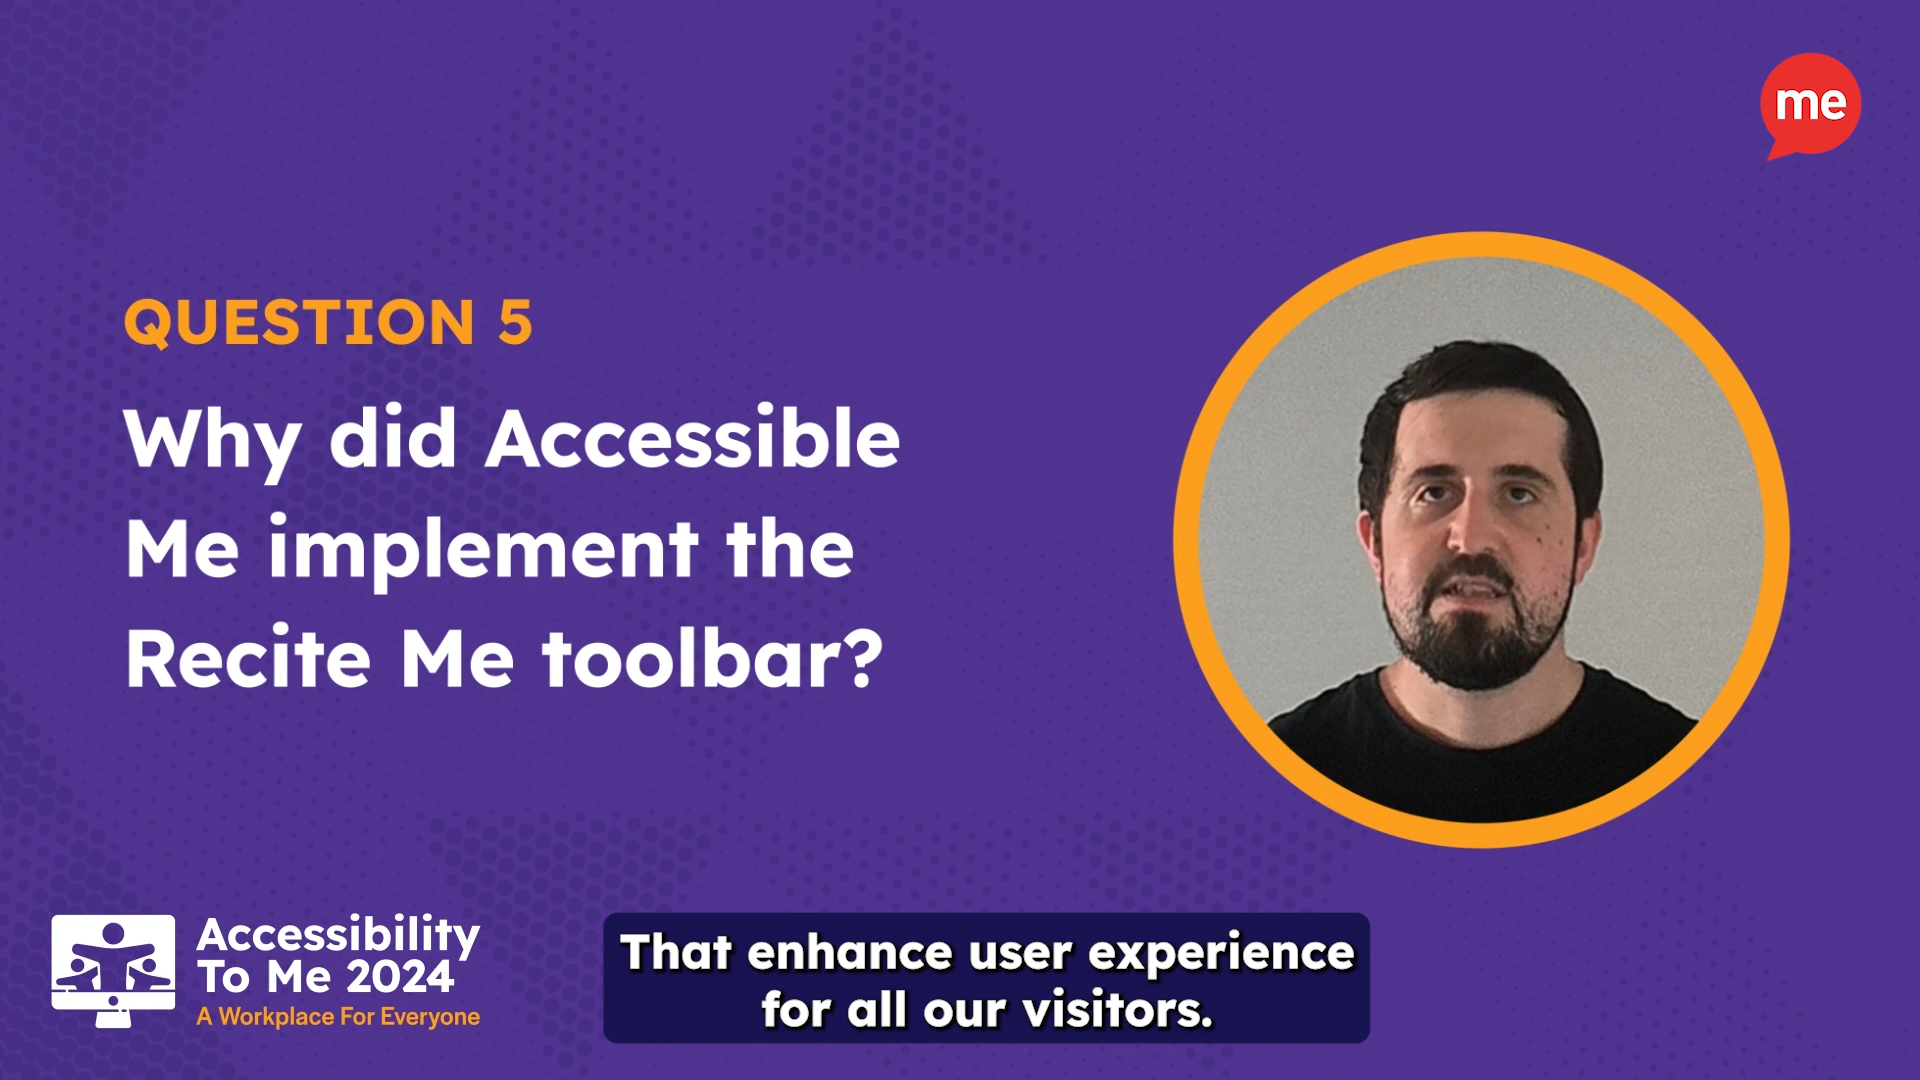 me
QUESTION 5
Why did Accessible
Me implement the
Recite Me toolbar?
Accessibility
To Me 2024
A Workplace For Everyone
That enhance user experience
for all our visitors.